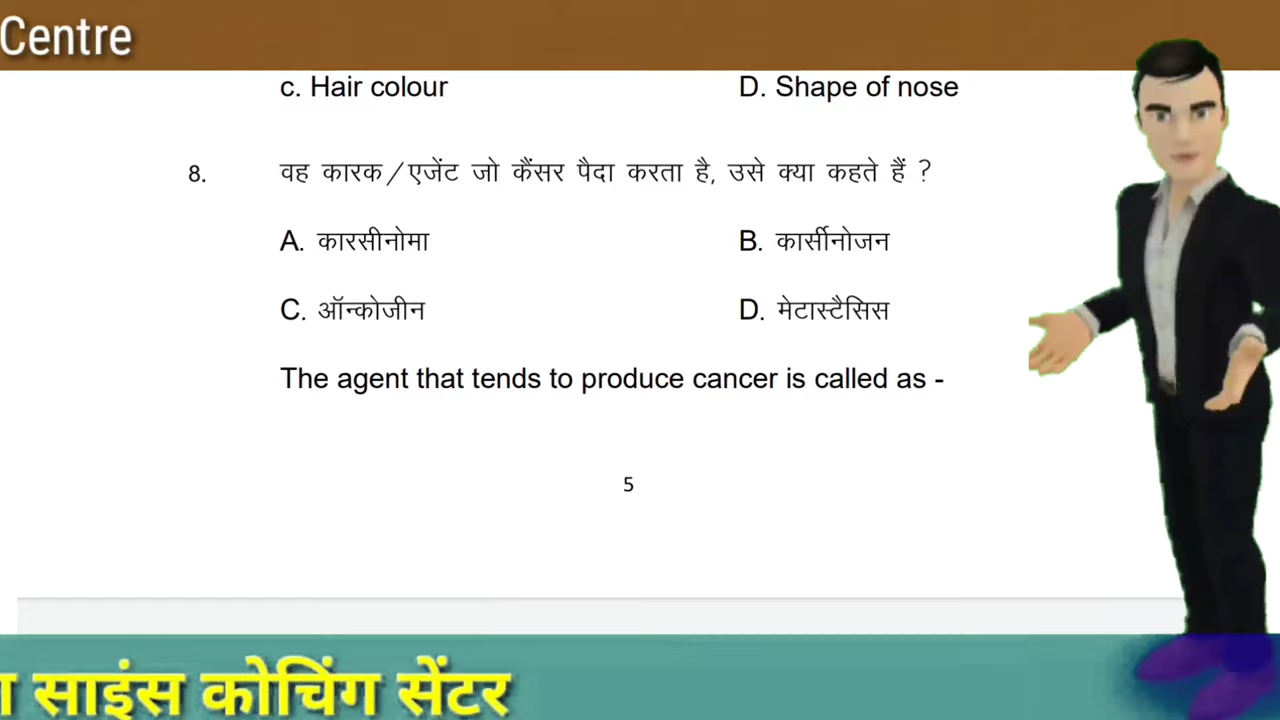 Centre
c. Hair colour D. Shape of nose
8. वह कारक/एजेंट जो कैंसर पैदा करता है, उसे क्या कहते हैं ?
A. कारसीनोमा B. कार्सीनोजन
C. ऑन्कोजीन D. मेटास्टैसिस
The agent that tends to produce cancer is called as -
5
साइंस कोचिंग सेंटर